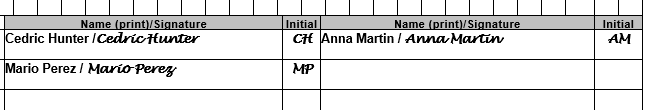 Name (print)/Signature Initial Name (print)/Signature Initial
Cedric Hunter / Cedric Hunter CH Anna Martin / Anna Martin AM
Mario Perez / Mario Perez MP